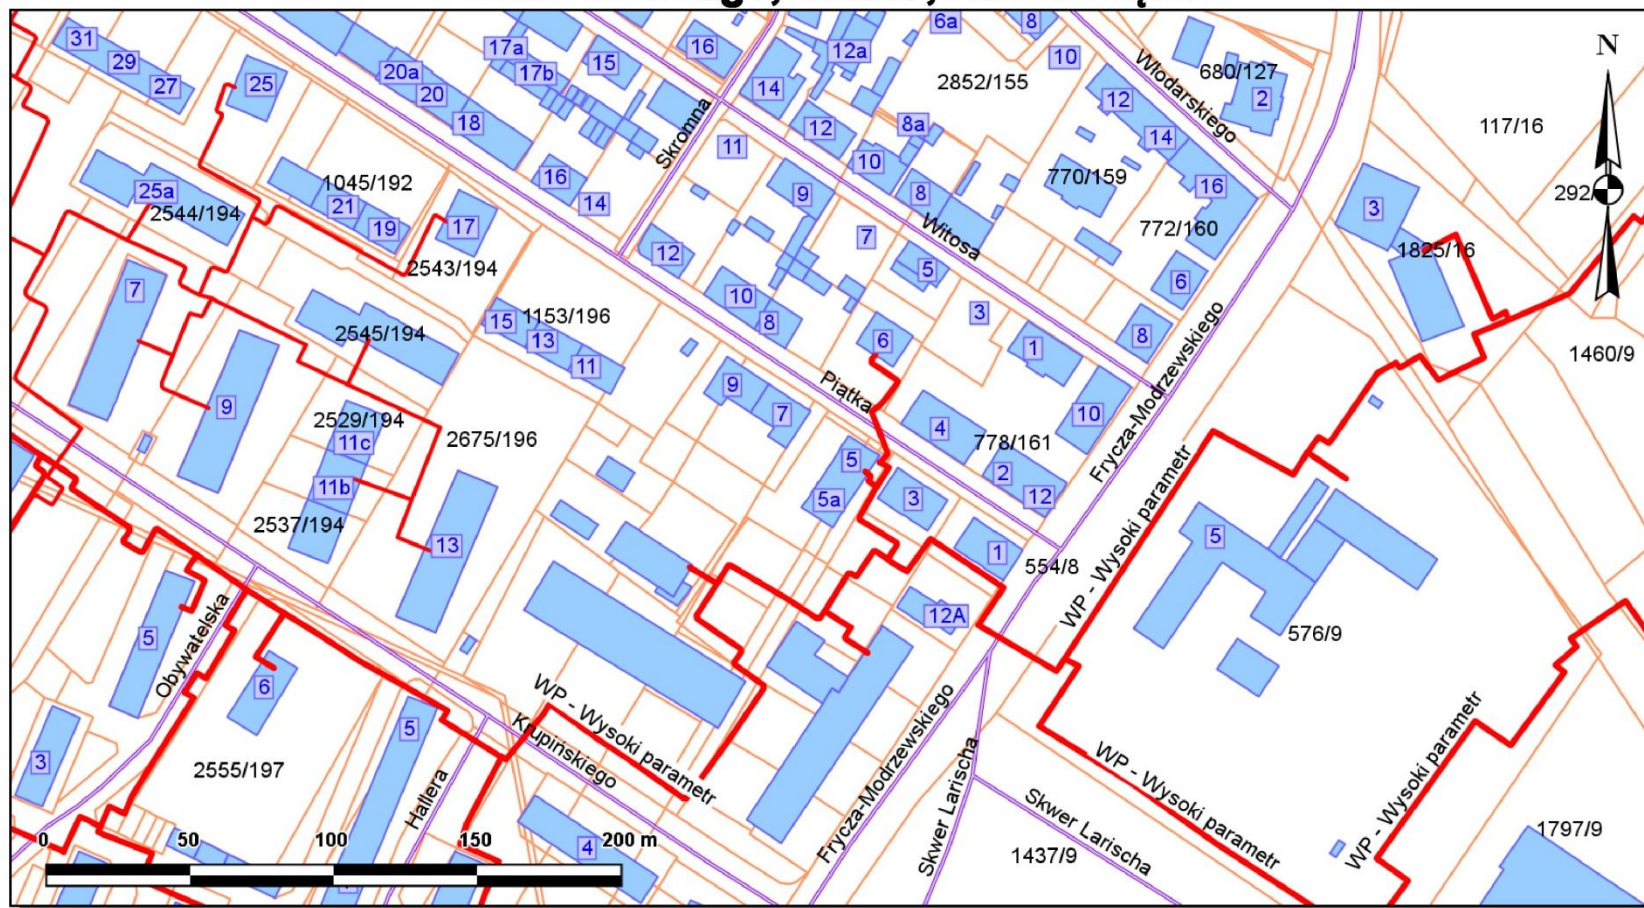 31
29
27
25
20a
20
18
17a
17b
15
16
14
12a
6a
8
10
2852/155
Włodarskiego
680/127
2
117/16
N
292/
Skromna
11
12
8a
10
8
12
14
16
770/159
772/160
3
1825/16
1460/9
25a
2544/194
1045/192
21
19
17
2543/194
16
14
12
9
7
Witosa
5
3
6
8
7
2545/194
1153/196
15
13
11
10
8
6
1
10
Frycza-Modrzewskiego
9
2529/194
11c
11b
2537/194
2675/196
13
9
7
Piątka
5
5a
4
778/161
2
12
3
1
554/8
12A
WP - Wysoki parametr
5
576/9
5
Obywatelska
6
3
2555/197
5
Hallera
Krupińskiego
WP - Wysoki parametr
4
Frycza-Modrzewskiego
Skwer Larischa
Skwer Larischa
1437/9
WP - Wysoki parametr
WP - Wysoki parametr
1797/9
0 50 100 150 200 m